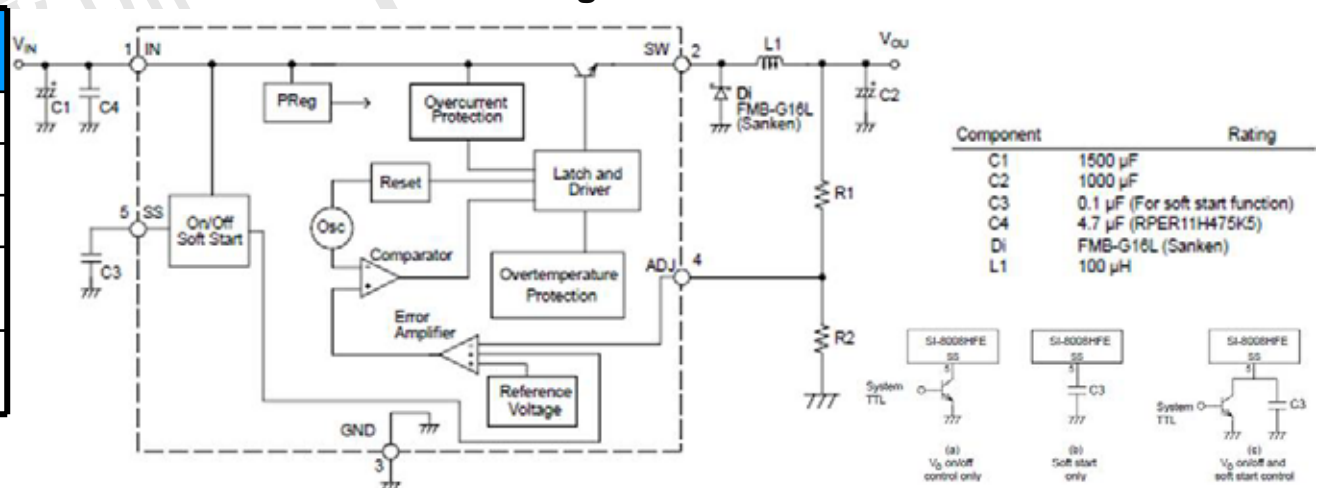 VIN
1
IN
SW
2
L1
VOU
C1
C4
PReg
Overcurrent
Protection
Di
FMB-G16L
(Sanken)
C2
Reset
Latch and
Driver
R1
5
SS
On/Off
Soft Start
Osc
Comparator
C3
Overtemperature
Protection
ADJ
4
Error
Amplifier
R2
Reference
Voltage
GND
3
Component Rating
C1 1500 µF
C2 1000 µF
C3 0.1 µF (For soft start function)
C4 4.7 µF (RPER11H475K5)
Di FMB-G16L (Sanken)
L1 100 µH
SI-8008HFE
SS
5
System
TTL
(a)
VO on/off
control only
SI-8008HFE
SS
5
C3
(b)
Soft start
only
SI-8008HFE
SS
5
System
TTL
C3
(c)
VO on/off and
soft start control